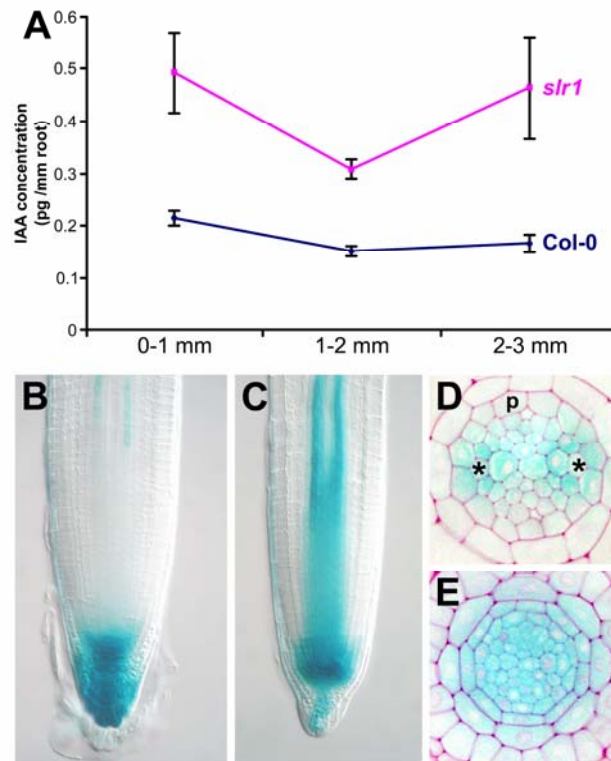 A
0.6
0.5
0.4
0.3
0.2
0.1
0
IAA concentration
(pg /mm root)
slr1
Col-0
0-1 mm
1-2 mm
2-3 mm
B
C
D
p
*
*
E